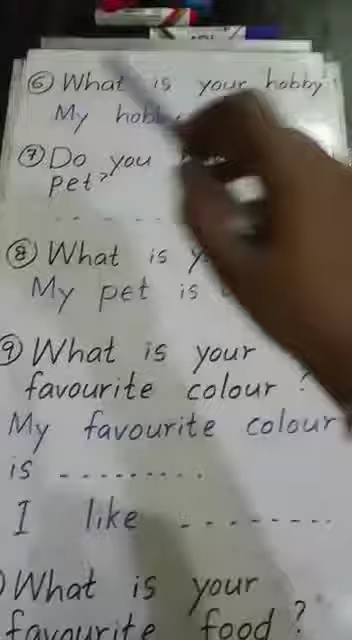 ⑥ What is your hobby
My hobb
⑦ Do you
pet?
-- -- --
⑧ What is y
My pet is
⑨ What is your
favourite colour ?
My favourite colour
is ---------
I like --------
What is your
favourite food ?